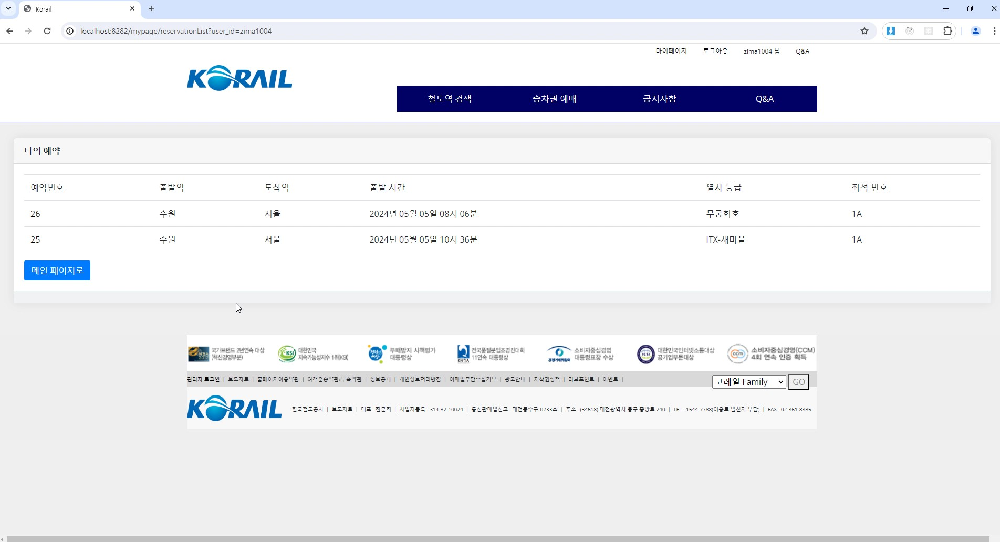 Korail
localhost:8282/mypage/reservationList?user_id=zima1004
마이페이지 로그아웃 zima1004 님 Q&A
KORAIL
철도역 검색 승차권 예매 공지사항 Q&A
나의 예약
예약번호 출발역 도착역 출발 시간 열차 등급 좌석 번호
26 수원 서울 2024년 05월 05일 08시 06분 무궁화호 1A
25 수원 서울 2024년 05월 05일 10시 36분 ITX-새마을 1A
메인 페이지로
국가브랜드 2년연속 대상
(혁신경영부분)
KSI 대한민국
지속가능성지수 1위(KSI)
부패방지 시책평가
대통령상
전국품질분임조경진대회
11연속 대통령상
소비자중심경영
대통령표창 수상
ICSI 대한민국인터넷소통대상
공기업부문대상
ccm 소비자중심경영(CCM)
4회 연속 인증 획득
관리자 로그인 | 보도자료 | 홈페이지이용약관 | 여객운송약관/부속약관 | 정보공개 | 개인정보처리방침 | 이메일무단수집거부 | 광고안내 | 저작권정책 | 러브포인트 | 이벤트 |
코레일 Family GO
KORAIL
한국철도공사 | 보도자료 | 대표 : 한문희 | 사업자등록 : 314-82-10024 | 통신판매업신고 : 대전동수구-0233호 | 주소 : (34618) 대전광역시 동구 중앙로 240 | TEL : 1544-7788(이용료 발신자 부담) | FAX : 02-361-8385